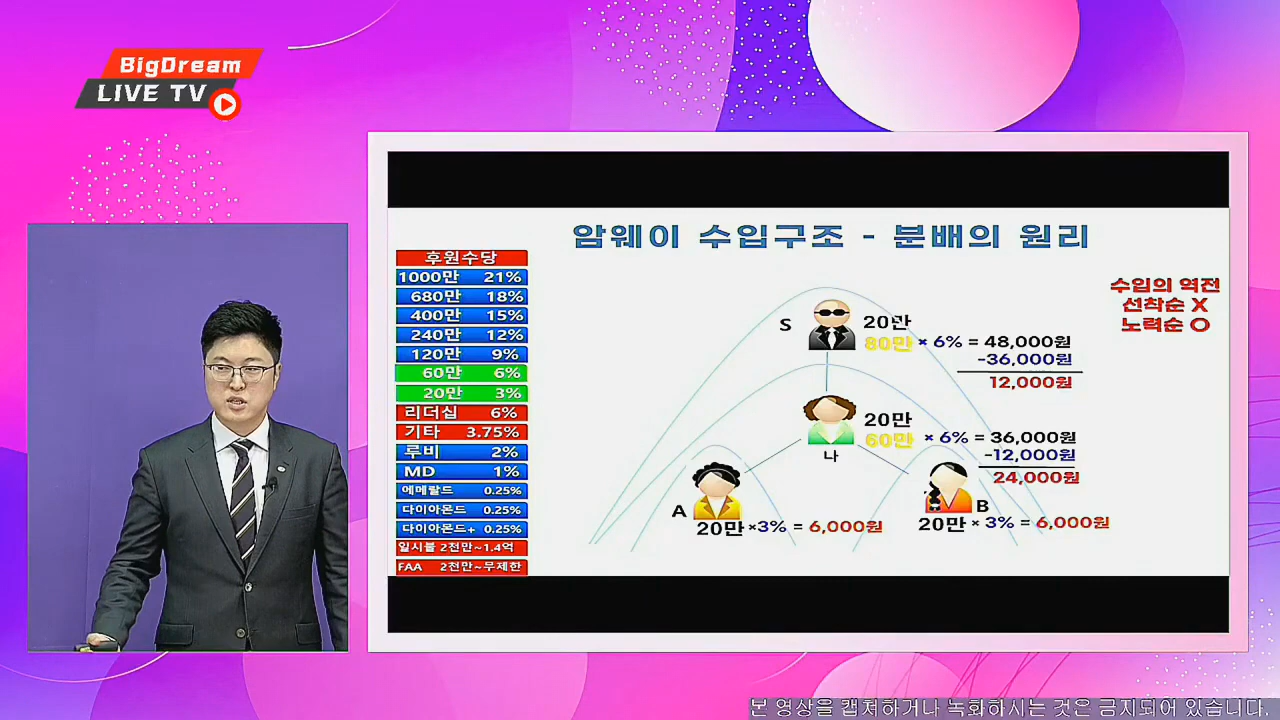 BigDream
LIVE TV
암웨이 수입구조 - 분배의 원리
후원수당
1000만 21%
680만 18%
400만 15%
240만 12%
120만 9%
60만 6%
20만 3%
리더십 6%
기타 3.75%
루비 2%
MD 1%
에메랄드 0.25%
다이아몬드 0.25%
다이아몬드+ 0.25%
일시불 2천만~1.4억
FAA 2천만~무제한
수입의 역전
선착순 X
노력순 O
S
20만
80만 × 6% = 48,000원
-36,000원
12,000원
나
20만
60만 × 6% = 36,000원
-12,000원
24,000원
A
20만 ×3% = 6,000원
B
20만 × 3% = 6,000원
본 영상을 캡처하거나 녹화하시는 것은 금지되어 있습니다.